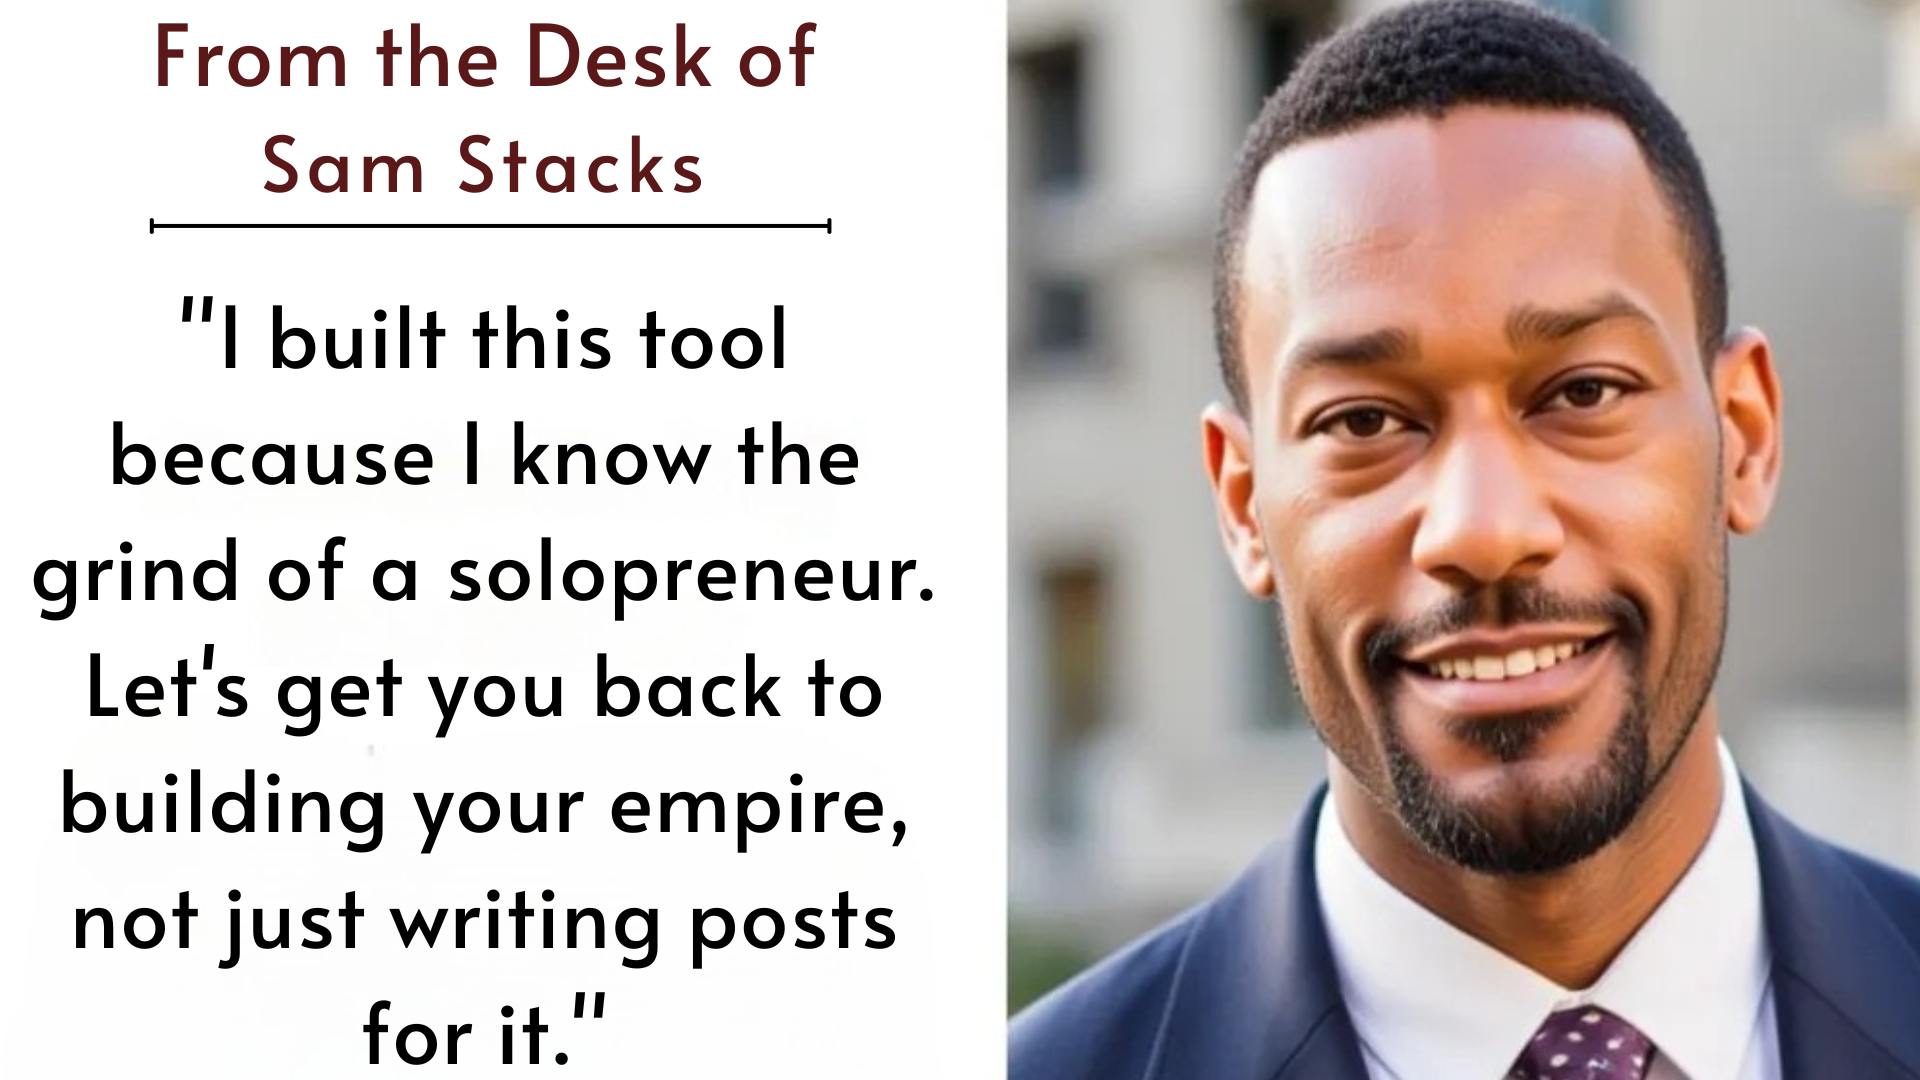 From the Desk of
Sam Stacks
"I built this tool
because I know the
grind of a solopreneur.
Let's get you back to
building your empire,
not just writing posts
for it."